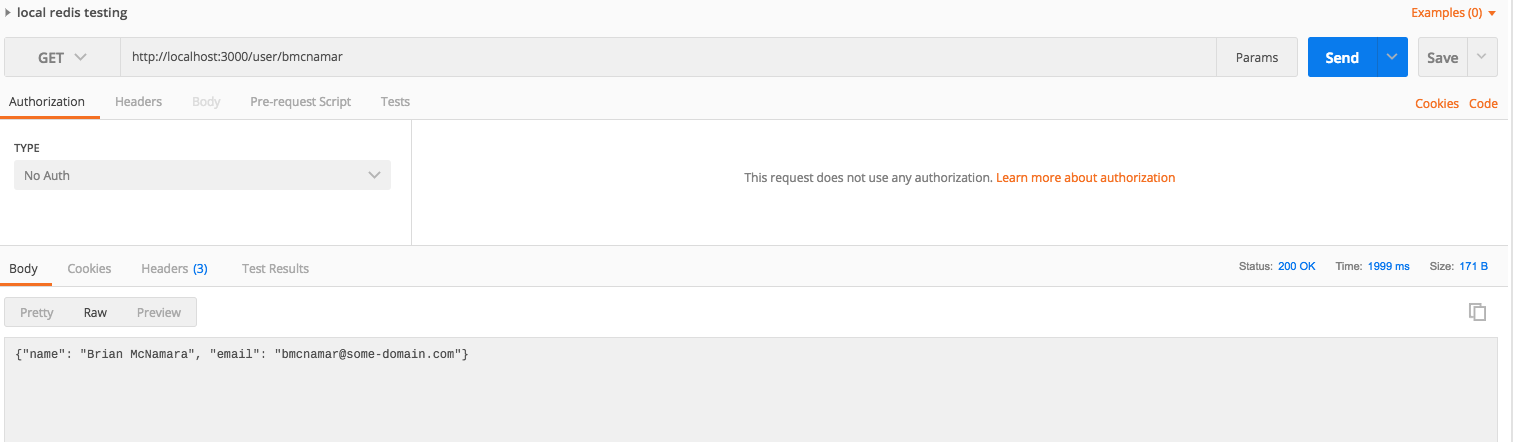 local redis testing Examples (0)
GET http://localhost:3000/user/bmcnamar Params Send Save
Authorization Headers Body Pre-request Script Tests Cookies Code
TYPE
No Auth
This request does not use any authorization. Learn more about authorization
Body Cookies Headers (3) Test Results Status: 200 OK Time: 1999 ms Size: 171 B
Pretty Raw Preview
{"name": "Brian McNamara", "email": "bmcnamar@some-domain.com"}